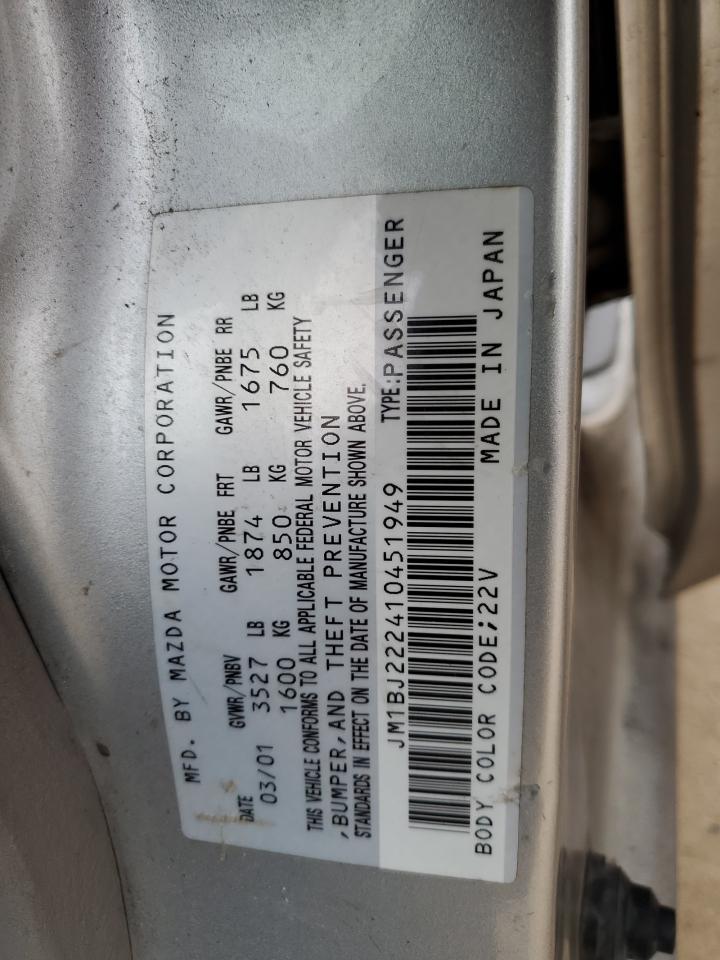 MFD. BY MAZDA MOTOR CORPORATION
DATE GVWR/PNBV GAWR/PNBE FRT GAWR/PNBE RR
03/01 3527 LB 1874 LB 1675 LB
1600 KG 850 KG 760 KG
THIS VEHICLE CONFORMS TO ALL APPLICABLE FEDERAL MOTOR VEHICLE SAFETY
,BUMPER,AND THEFT PREVENTION
STANDARDS IN EFFECT ON THE DATE OF MANUFACTURE SHOWN ABOVE.
JM1BJ222410451949 TYPE:PASSENGER
BODY COLOR CODE;22V MADE IN JAPAN